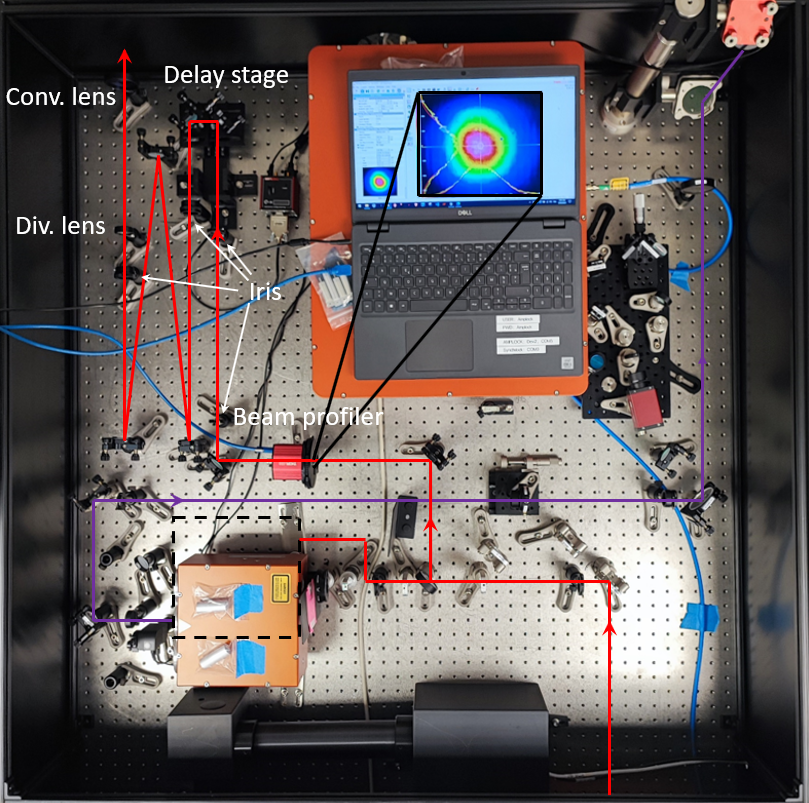 Delay stage
Conv. lens
Div. lens
Iris
Beam profiler
DELL